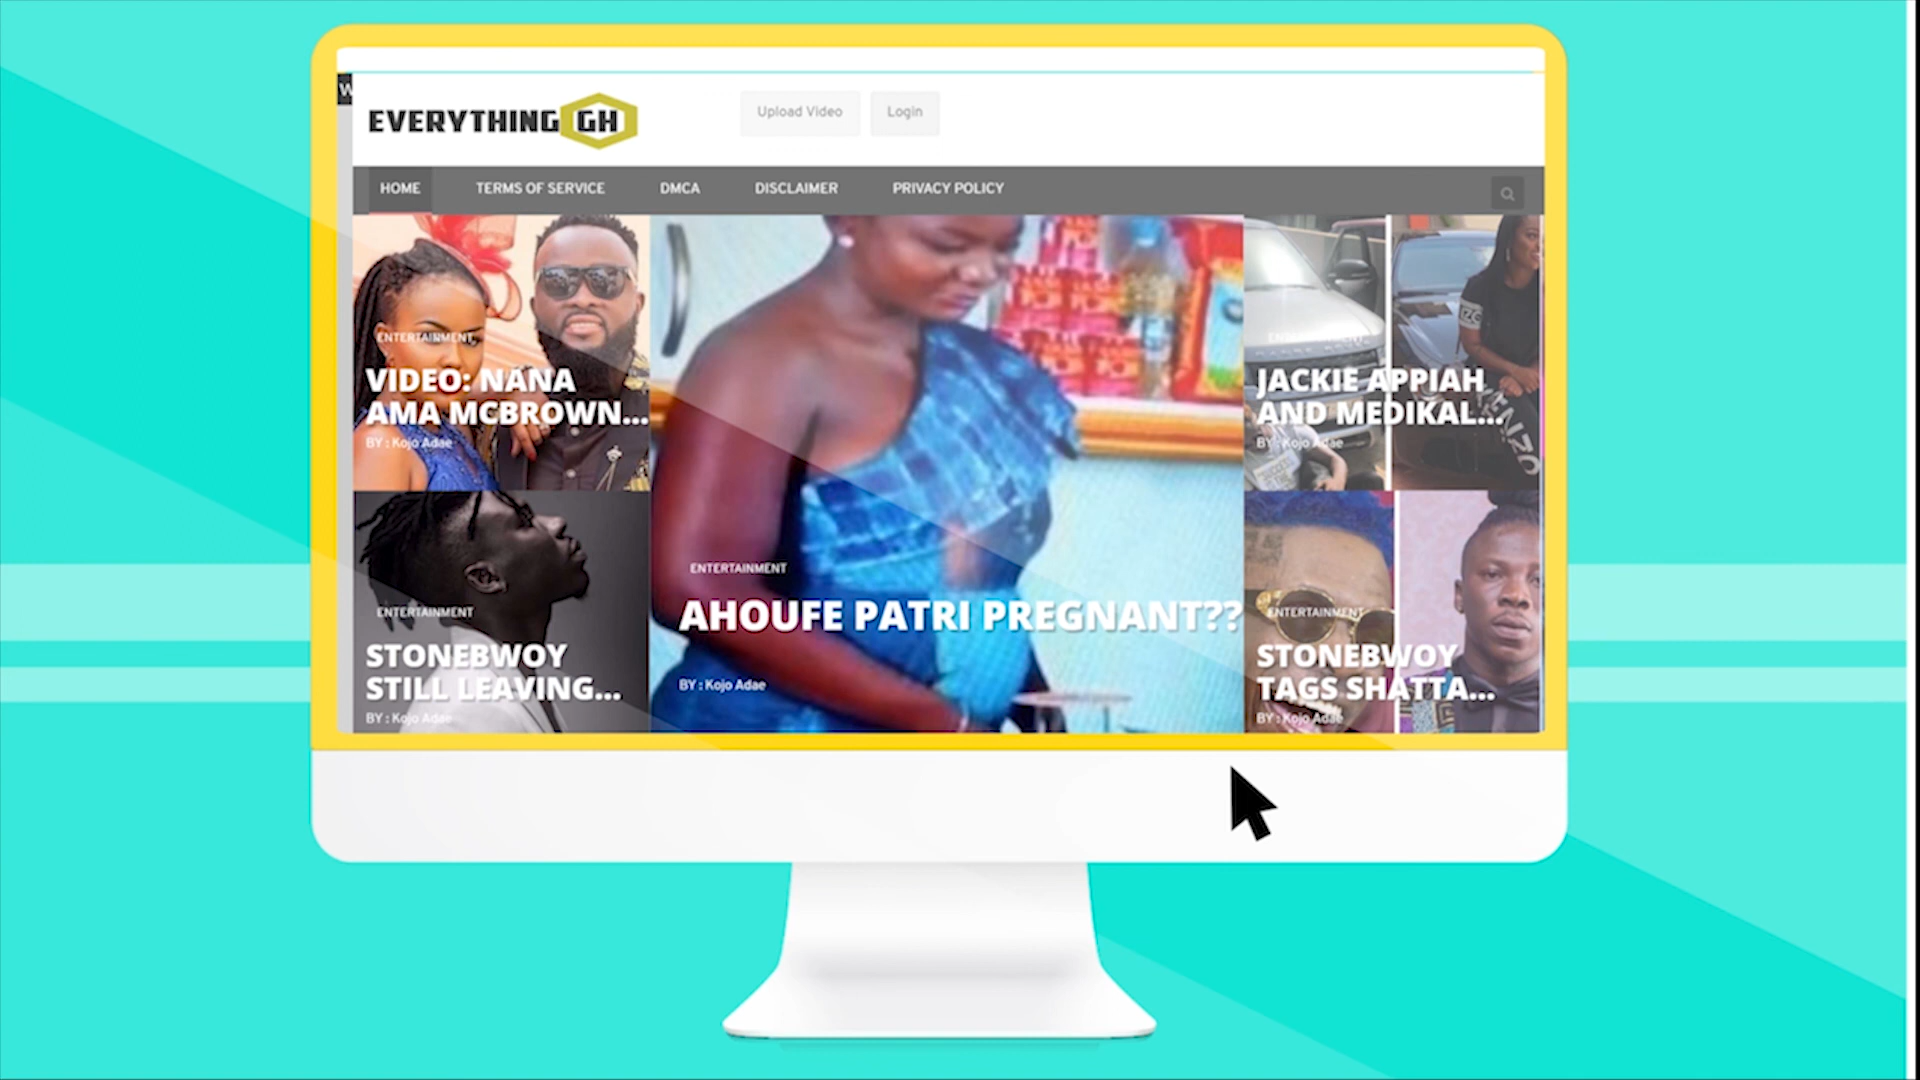 W
EVERYTHING GH
Upload Video
Login
HOME
TERMS OF SERVICE
DMCA
DISCLAIMER
PRIVACY POLICY
ENTERTAINMENT
VIDEO: NANA
AMA MCBROWN...
BY : Kojo Adae
ENTERTAINMENT
STONEBWOY
STILL LEAVING...
BY : Kojo Adae
ENTERTAINMENT
AHOUFE PATRI PREGNANT??
BY : Kojo Adae
ENTERTAINMENT
JACKIE APPIAH
AND MEDIKAL...
BY : Kojo Adae
ENTERTAINMENT
STONEBWOY
TAGS SHATTA...
BY : Kojo Adae